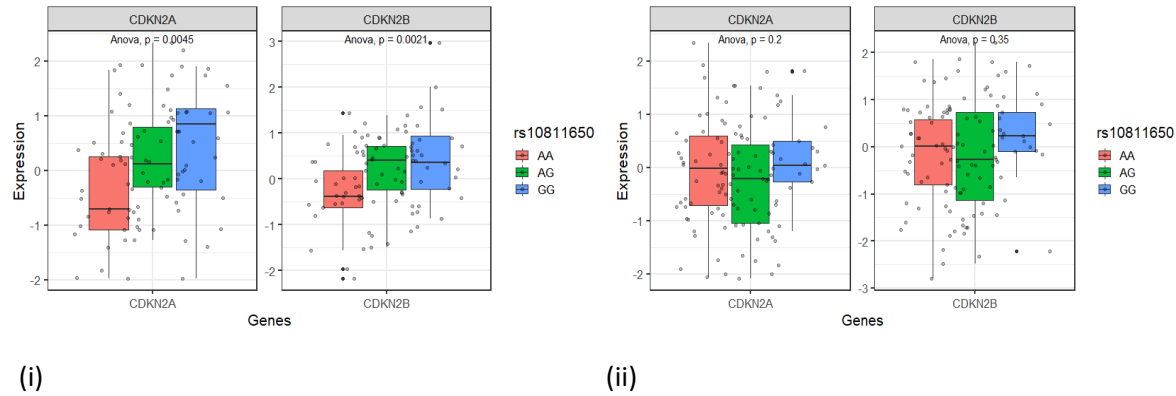 CDKN2A
CDKN2B
Anova, p = 0.0045
Anova, p = 0.0021
Expression
2
1
0
-1
-2
3
2
1
0
-1
-2
CDKN2A
CDKN2B
Genes
rs10811650
AA
AG
GG
(i)
CDKN2A
CDKN2B
Anova, p = 0.2
Anova, p = 0.35
Expression
2
1
0
-1
-2
2
1
0
-1
-2
-3
CDKN2A
CDKN2B
Genes
rs10811650
AA
AG
GG
(ii)